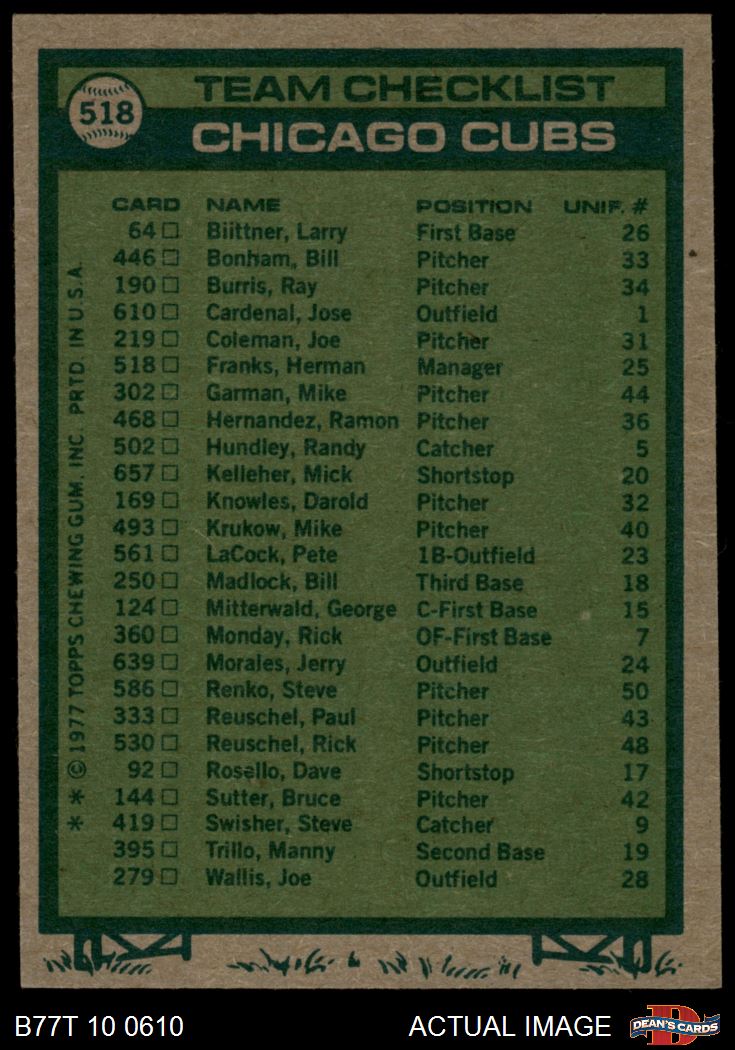 518
TEAM CHECKLIST
CHICAGO CUBS
CARD NAME POSITION UNIF. #
64 Biittner, Larry First Base 26
446 Bonham, Bill Pitcher 33
190 Burris, Ray Pitcher 34
610 Cardenal, Jose Outfield 1
219 Coleman, Joe Pitcher 31
518 Franks, Herman Manager 25
302 Garman, Mike Pitcher 44
468 Hernandez, Ramon Pitcher 36
502 Hundley, Randy Catcher 5
657 Kelleher, Mick Shortstop 20
169 Knowles, Darold Pitcher 32
493 Krukow, Mike Pitcher 40
561 LaCock, Pete 1B-Outfield 23
250 Madlock, Bill Third Base 18
124 Mitterwald, George C-First Base 15
360 Monday, Rick OF-First Base 7
639 Morales, Jerry Outfield 24
586 Renko, Steve Pitcher 50
333 Reuschel, Paul Pitcher 43
530 Reuschel, Rick Pitcher 48
92 Rosello, Dave Shortstop 17
144 Sutter, Bruce Pitcher 42
419 Swisher, Steve Catcher 9
395 Trillo, Manny Second Base 19
279 Wallis, Joe Outfield 28
* * © 1977 TOPPS CHEWING GUM, INC. PRTD. IN U.S.A.
B77T 10 0610 ACTUAL IMAGE
DEAN'S CARDS